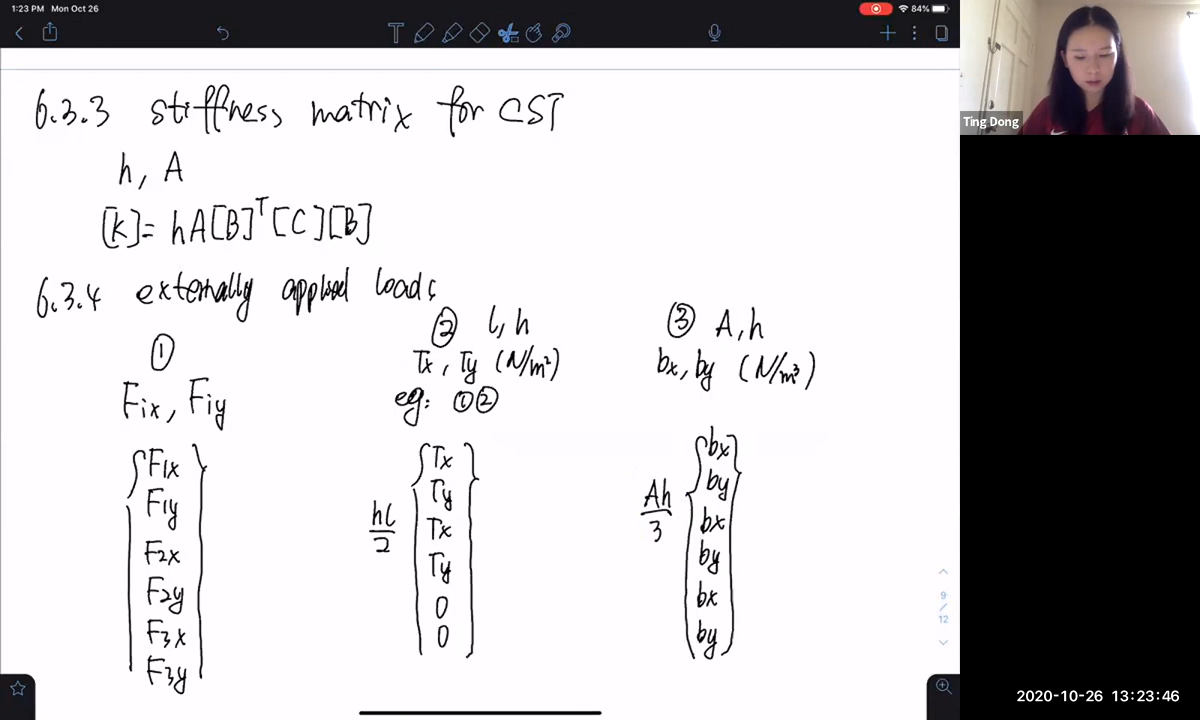 1:23 PM Mon Oct 26
84%
6.3.3 stiffness matrix for CST
h, A
[k]= hA[B]ᵀ[C][B]
6.3.4 externally applied loads
①
Fix, Fiy
F1x
F1y
F2x
F2y
F3x
F3y
② l, h
Tx, Ty (N/m²)
eg: ①②
hl/2
Tx
Ty
Tx
Ty
0
0
③ A, h
bx, by (N/m³)
Ah/3
bx
by
bx
by
bx
by
9
/
12
Ting Dong
2020-10-26 13:23:46